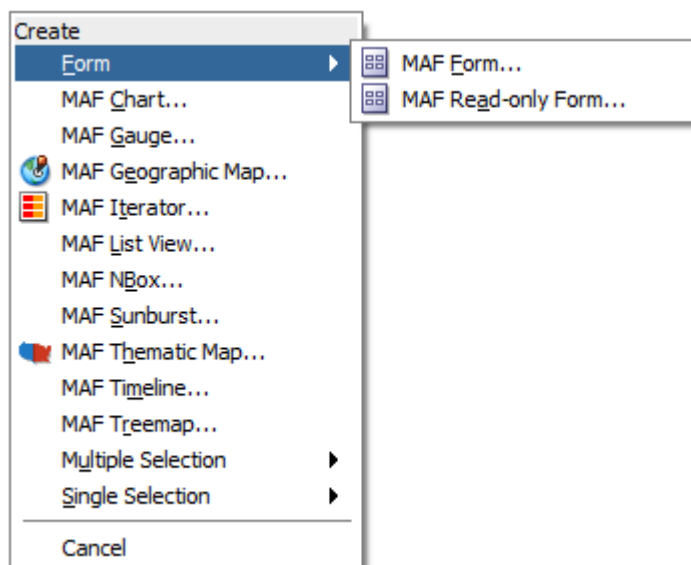 Create
Form
MAF Form...
MAF Read-only Form...
MAF Chart...
MAF Gauge...
MAF Geographic Map...
MAF Iterator...
MAF List View...
MAF NBox...
MAF Sunburst...
MAF Thematic Map...
MAF Timeline...
MAF Treemap...
Multiple Selection
Single Selection
Cancel